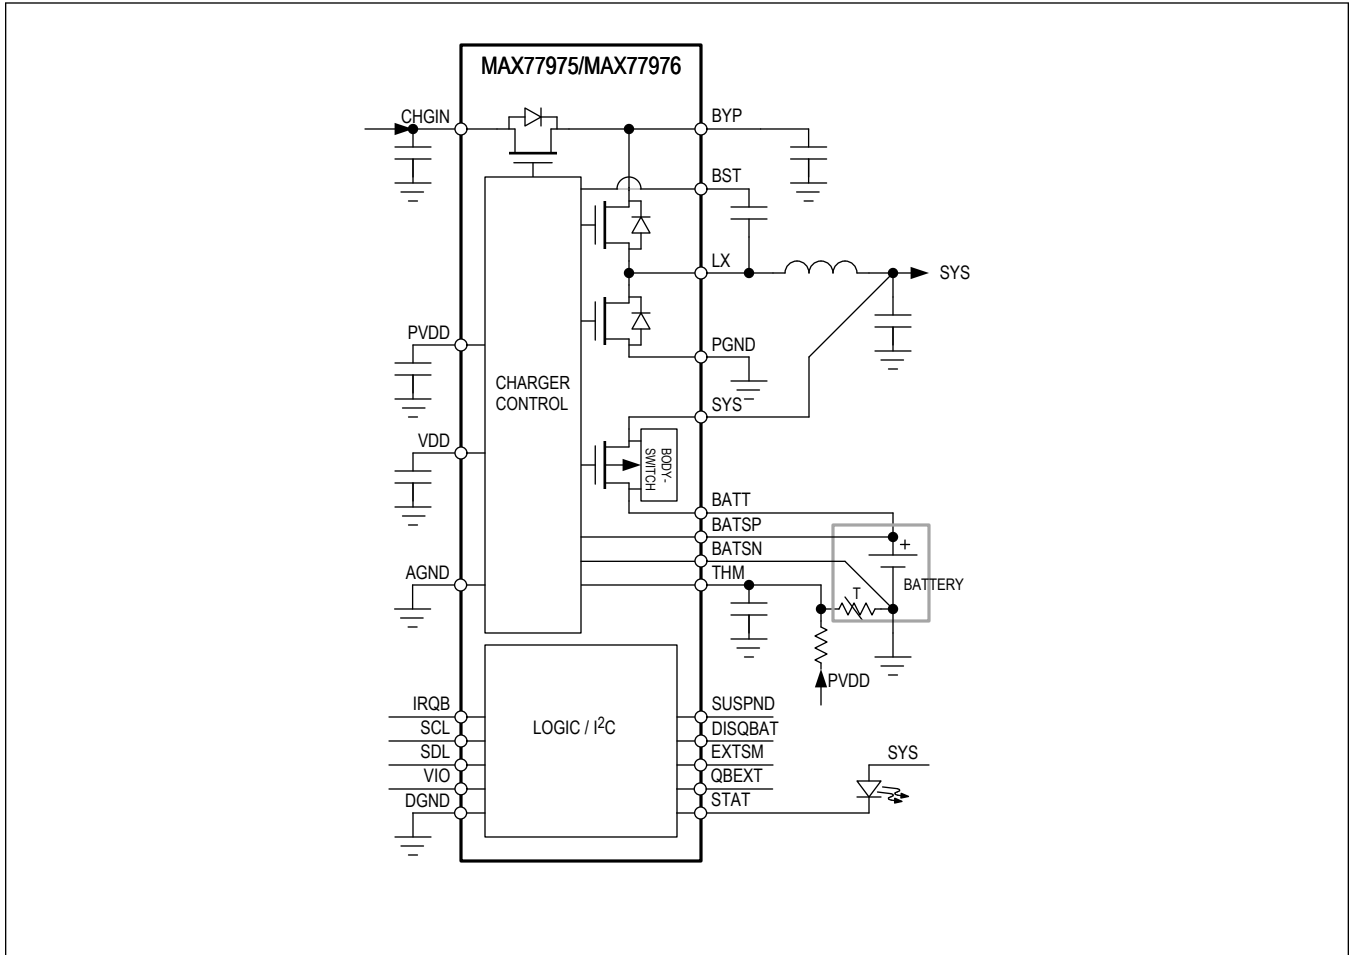 MAX77975/MAX77976
CHGIN
BYP
BST
LX
SYS
PVDD
PGND
CHARGER
CONTROL
SYS
VDD
BODY-
SWITCH
BATT
BATSP
BATSN
+
AGND
THM
BATTERY
T
PVDD
IRQB
SUSPND
SCL
LOGIC / I2C
DISQBAT
SDL
EXTSM
SYS
VIO
QBEXT
DGND
STAT